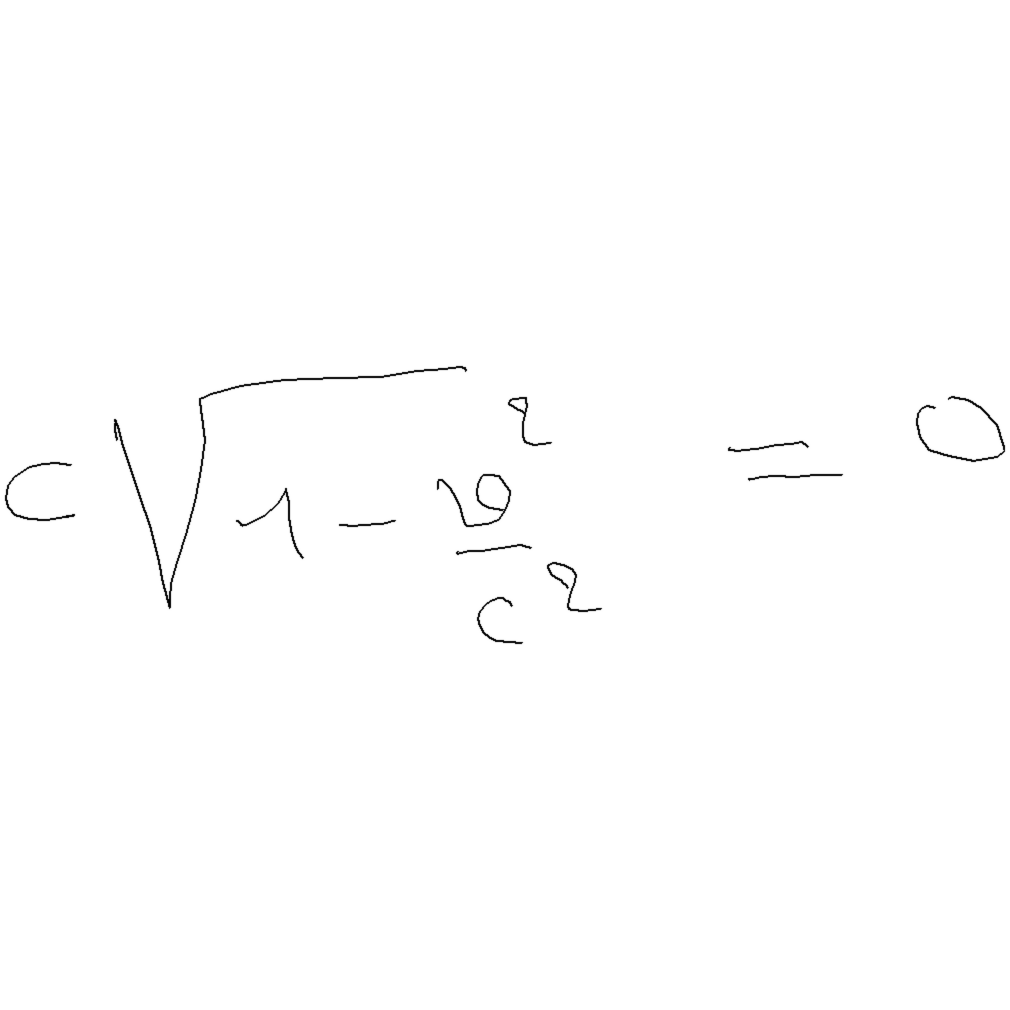 c√(1 - v²/c²) = 0